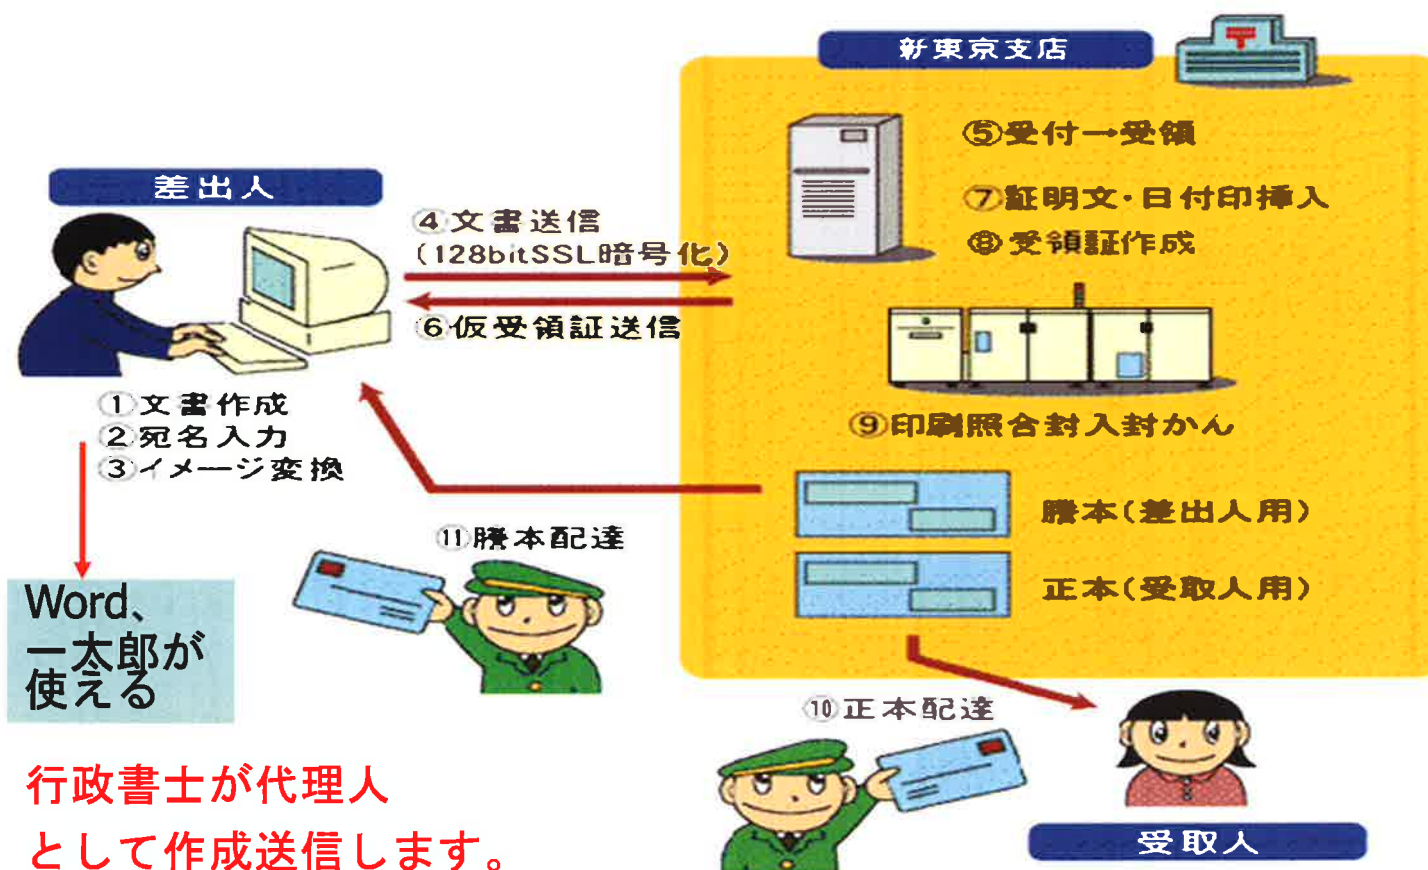 新東京支店
⑤受付→受領
⑦証明文・日付印挿入
⑧受領証作成
⑨印刷照合封入封かん
謄本(差出人用)
正本(受取人用)
差出人
④文書送信
(128bitSSL暗号化)
⑥仮受領証送信
①文書作成
②宛名入力
③イメージ変換
⑪謄本配達
Word、
一太郎が
使える
⑩正本配達
受取人
行政書士が代理人
として作成送信します。